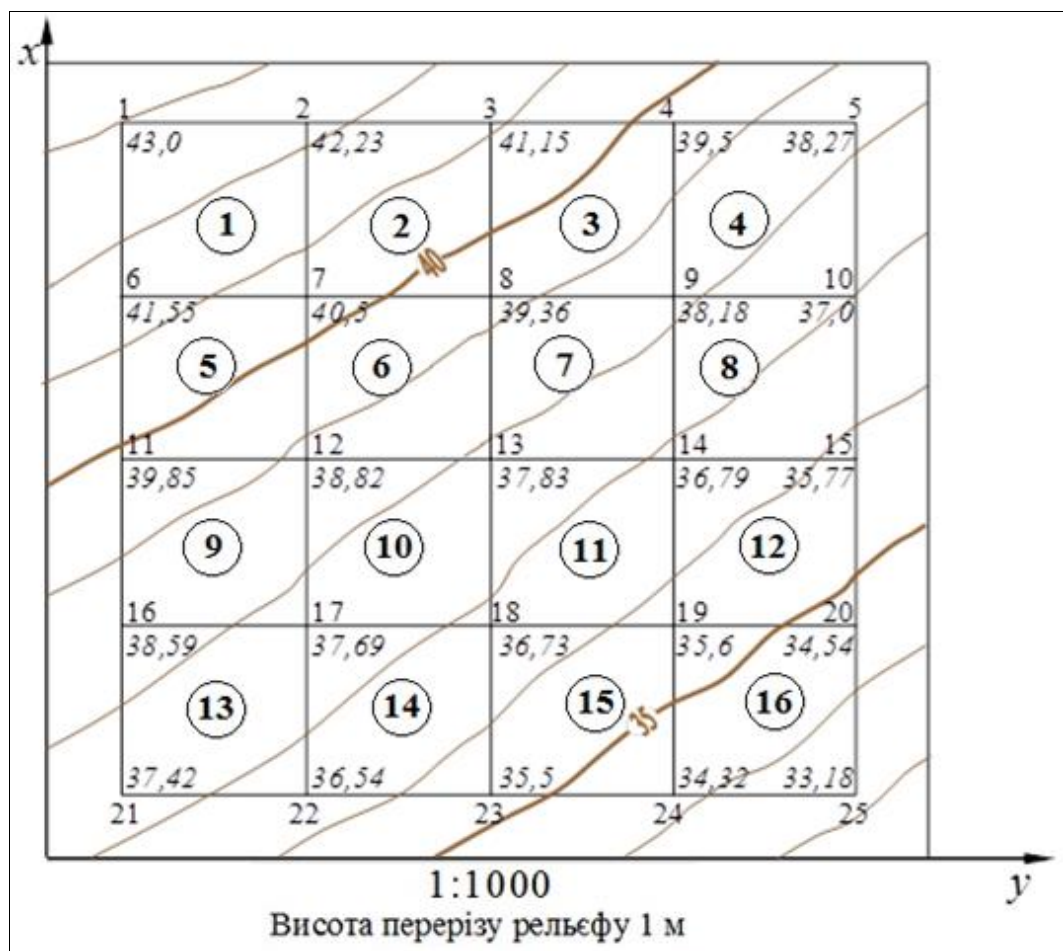 x
1 2 3 4 5
43,0 42,23 41,15 39,5 38,27
1 2 3 4
40
6 7 8 9 10
41,55 40,5 39,36 38,18 37,0
5 6 7 8
11 12 13 14 15
39,85 38,82 37,83 36,79 35,77
9 10 11 12
16 17 18 19 20
38,59 37,69 36,73 35,6 34,54
13 14 15 16
35
37,42 36,54 35,5 34,32 33,18
21 22 23 24 25
1:1000
y
Висота перерізу рельєфу 1 м